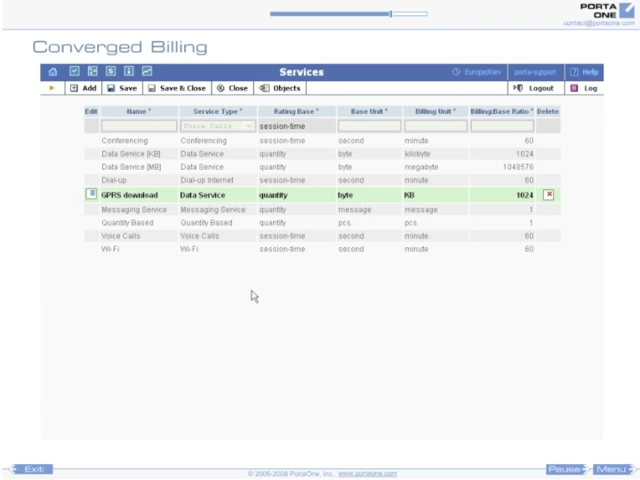 PORTA
ONE
contact@portaone.com
Converged Billing
Services
Europe/Kiev
porta-support
? Help
Add
Save
Save & Close
Close
Objects
Logout
Log
Edit Name * Service Type * Rating Base * Base Unit * Billing Unit * Billing:Base Ratio * Delete
Voice Calls session-time
Conferencing Conferencing session-time second minute 60
Data Service [KB] Data Service quantity byte kilobyte 1024
Data Service [MB] Data Service quantity byte megabyte 1048576
Dial-up Dial-up Internet session-time second minute 60
GPRS download Data Service quantity byte KB 1024
Messaging Service Messaging Service quantity message message 1
Quantity Based Quantity Based quantity pcs. pcs. 1
Voice Calls Voice Calls session-time second minute 60
Wi-Fi Wi-Fi session-time second minute 60
Exit
© 2006-2008 PortaOne, Inc., www.portaone.com
Pause
Menu